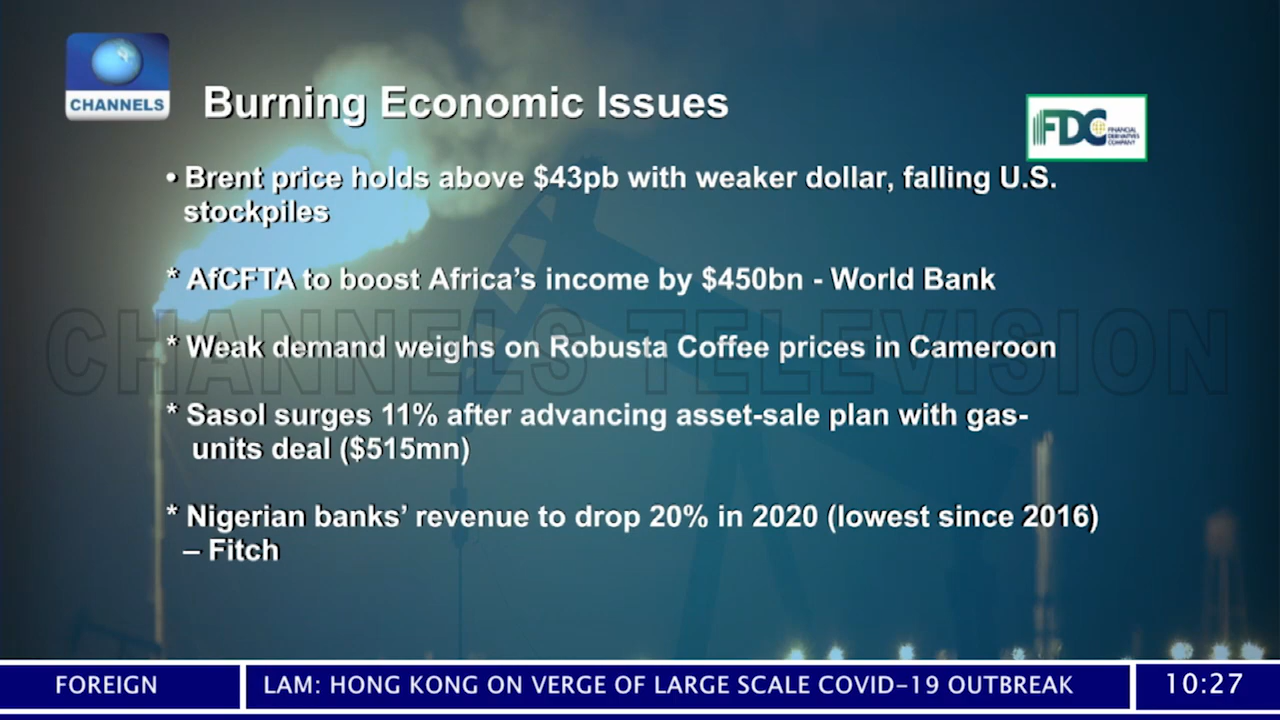 CHANNELS
Burning Economic Issues
FDC FINANCIAL
DERIVATIVES
COMPANY
• Brent price holds above $43pb with weaker dollar, falling U.S.
stockpiles
* AfCFTA to boost Africa’s income by $450bn - World Bank
CHANNELS TELEVISION
* Weak demand weighs on Robusta Coffee prices in Cameroon
* Sasol surges 11% after advancing asset-sale plan with gas-
units deal ($515mn)
* Nigerian banks’ revenue to drop 20% in 2020 (lowest since 2016)
– Fitch
FOREIGN
LAM: HONG KONG ON VERGE OF LARGE SCALE COVID-19 OUTBREAK
10:27